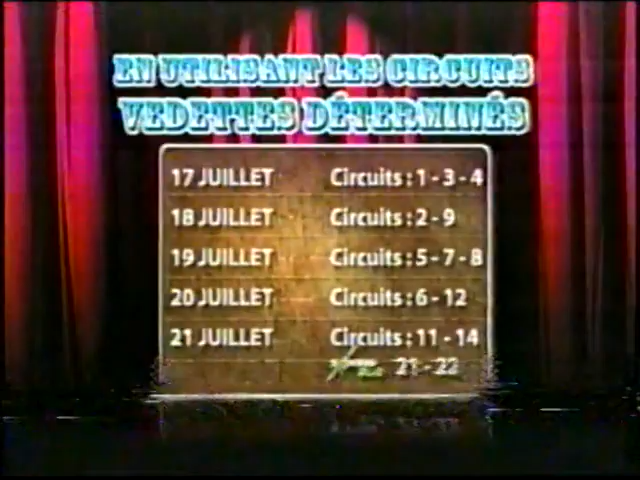 EN UTILISANT LES CIRCUITS
VEDETTES DÉTERMINÉS
17 JUILLET Circuits : 1 - 3 - 4
18 JUILLET Circuits : 2 - 9
19 JUILLET Circuits : 5 - 7 - 8
20 JUILLET Circuits : 6 - 12
21 JUILLET Circuits : 11 - 14
21 - 22